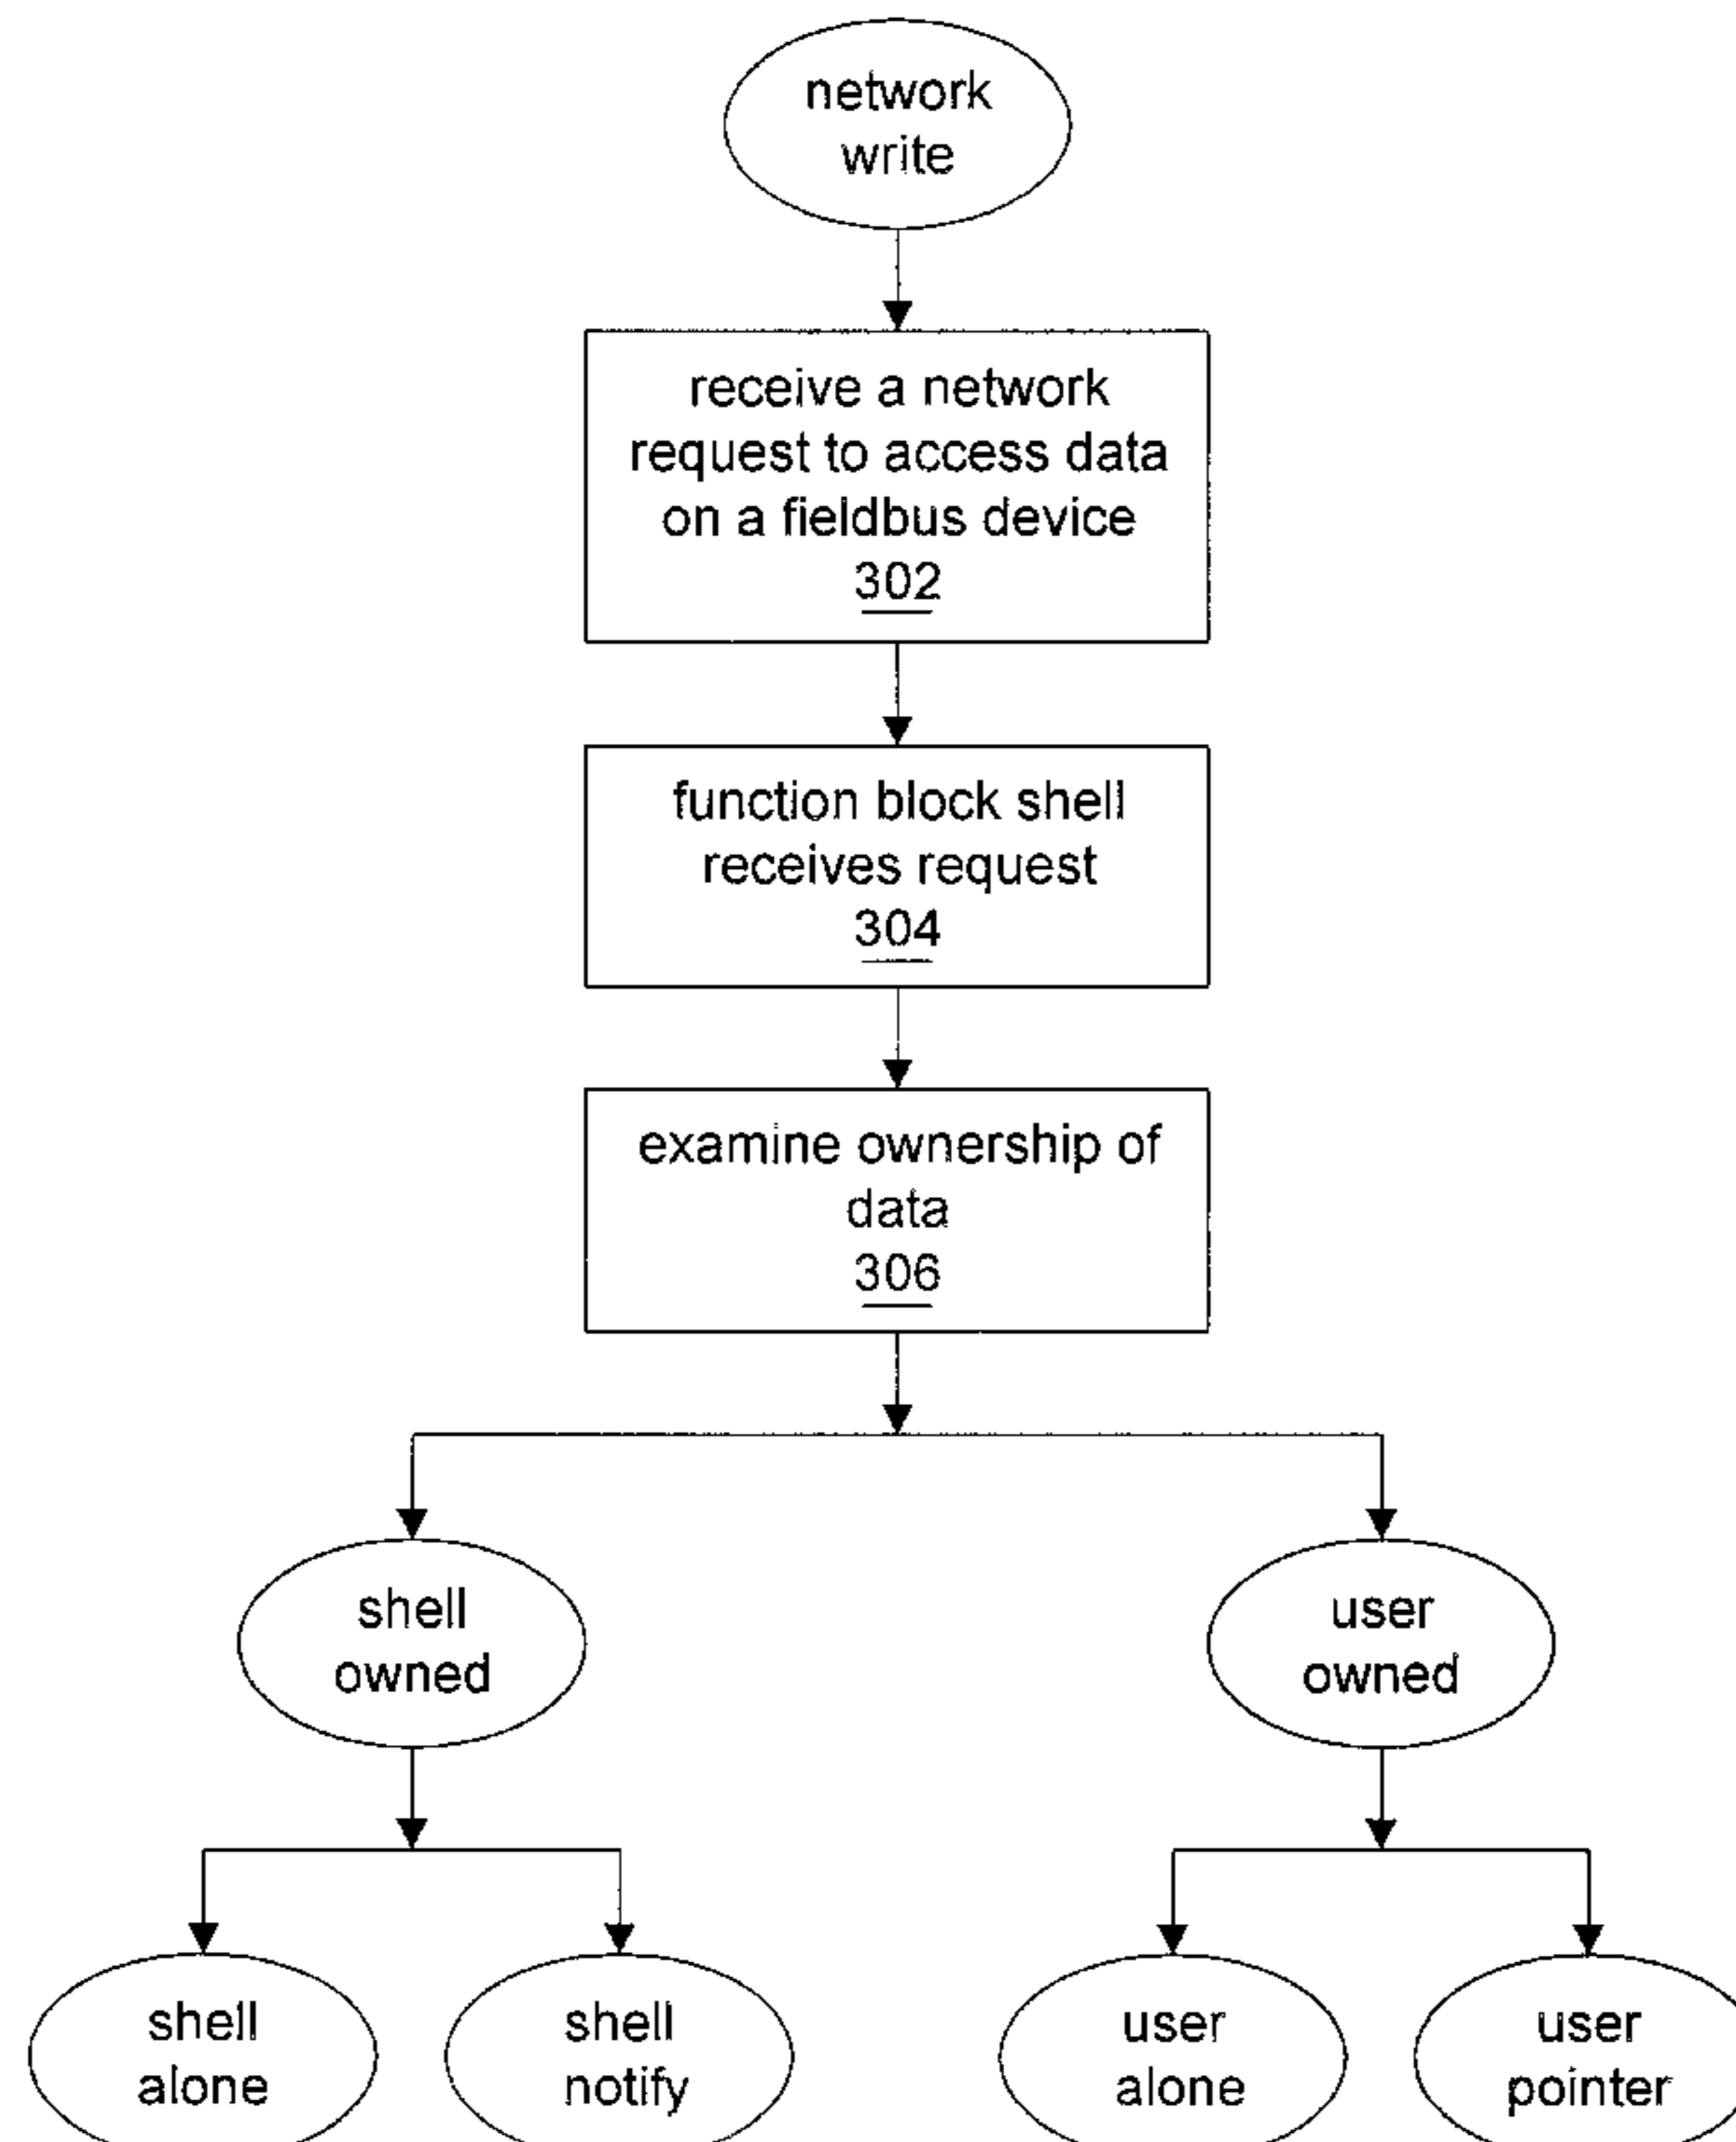 network
write
receive a network
request to access data
on a fieldbus device
302
function block shell
receives request
304
examine ownership of
data
306
shell
owned
user
owned
shell
alone
shell
notify
user
alone
user
pointer